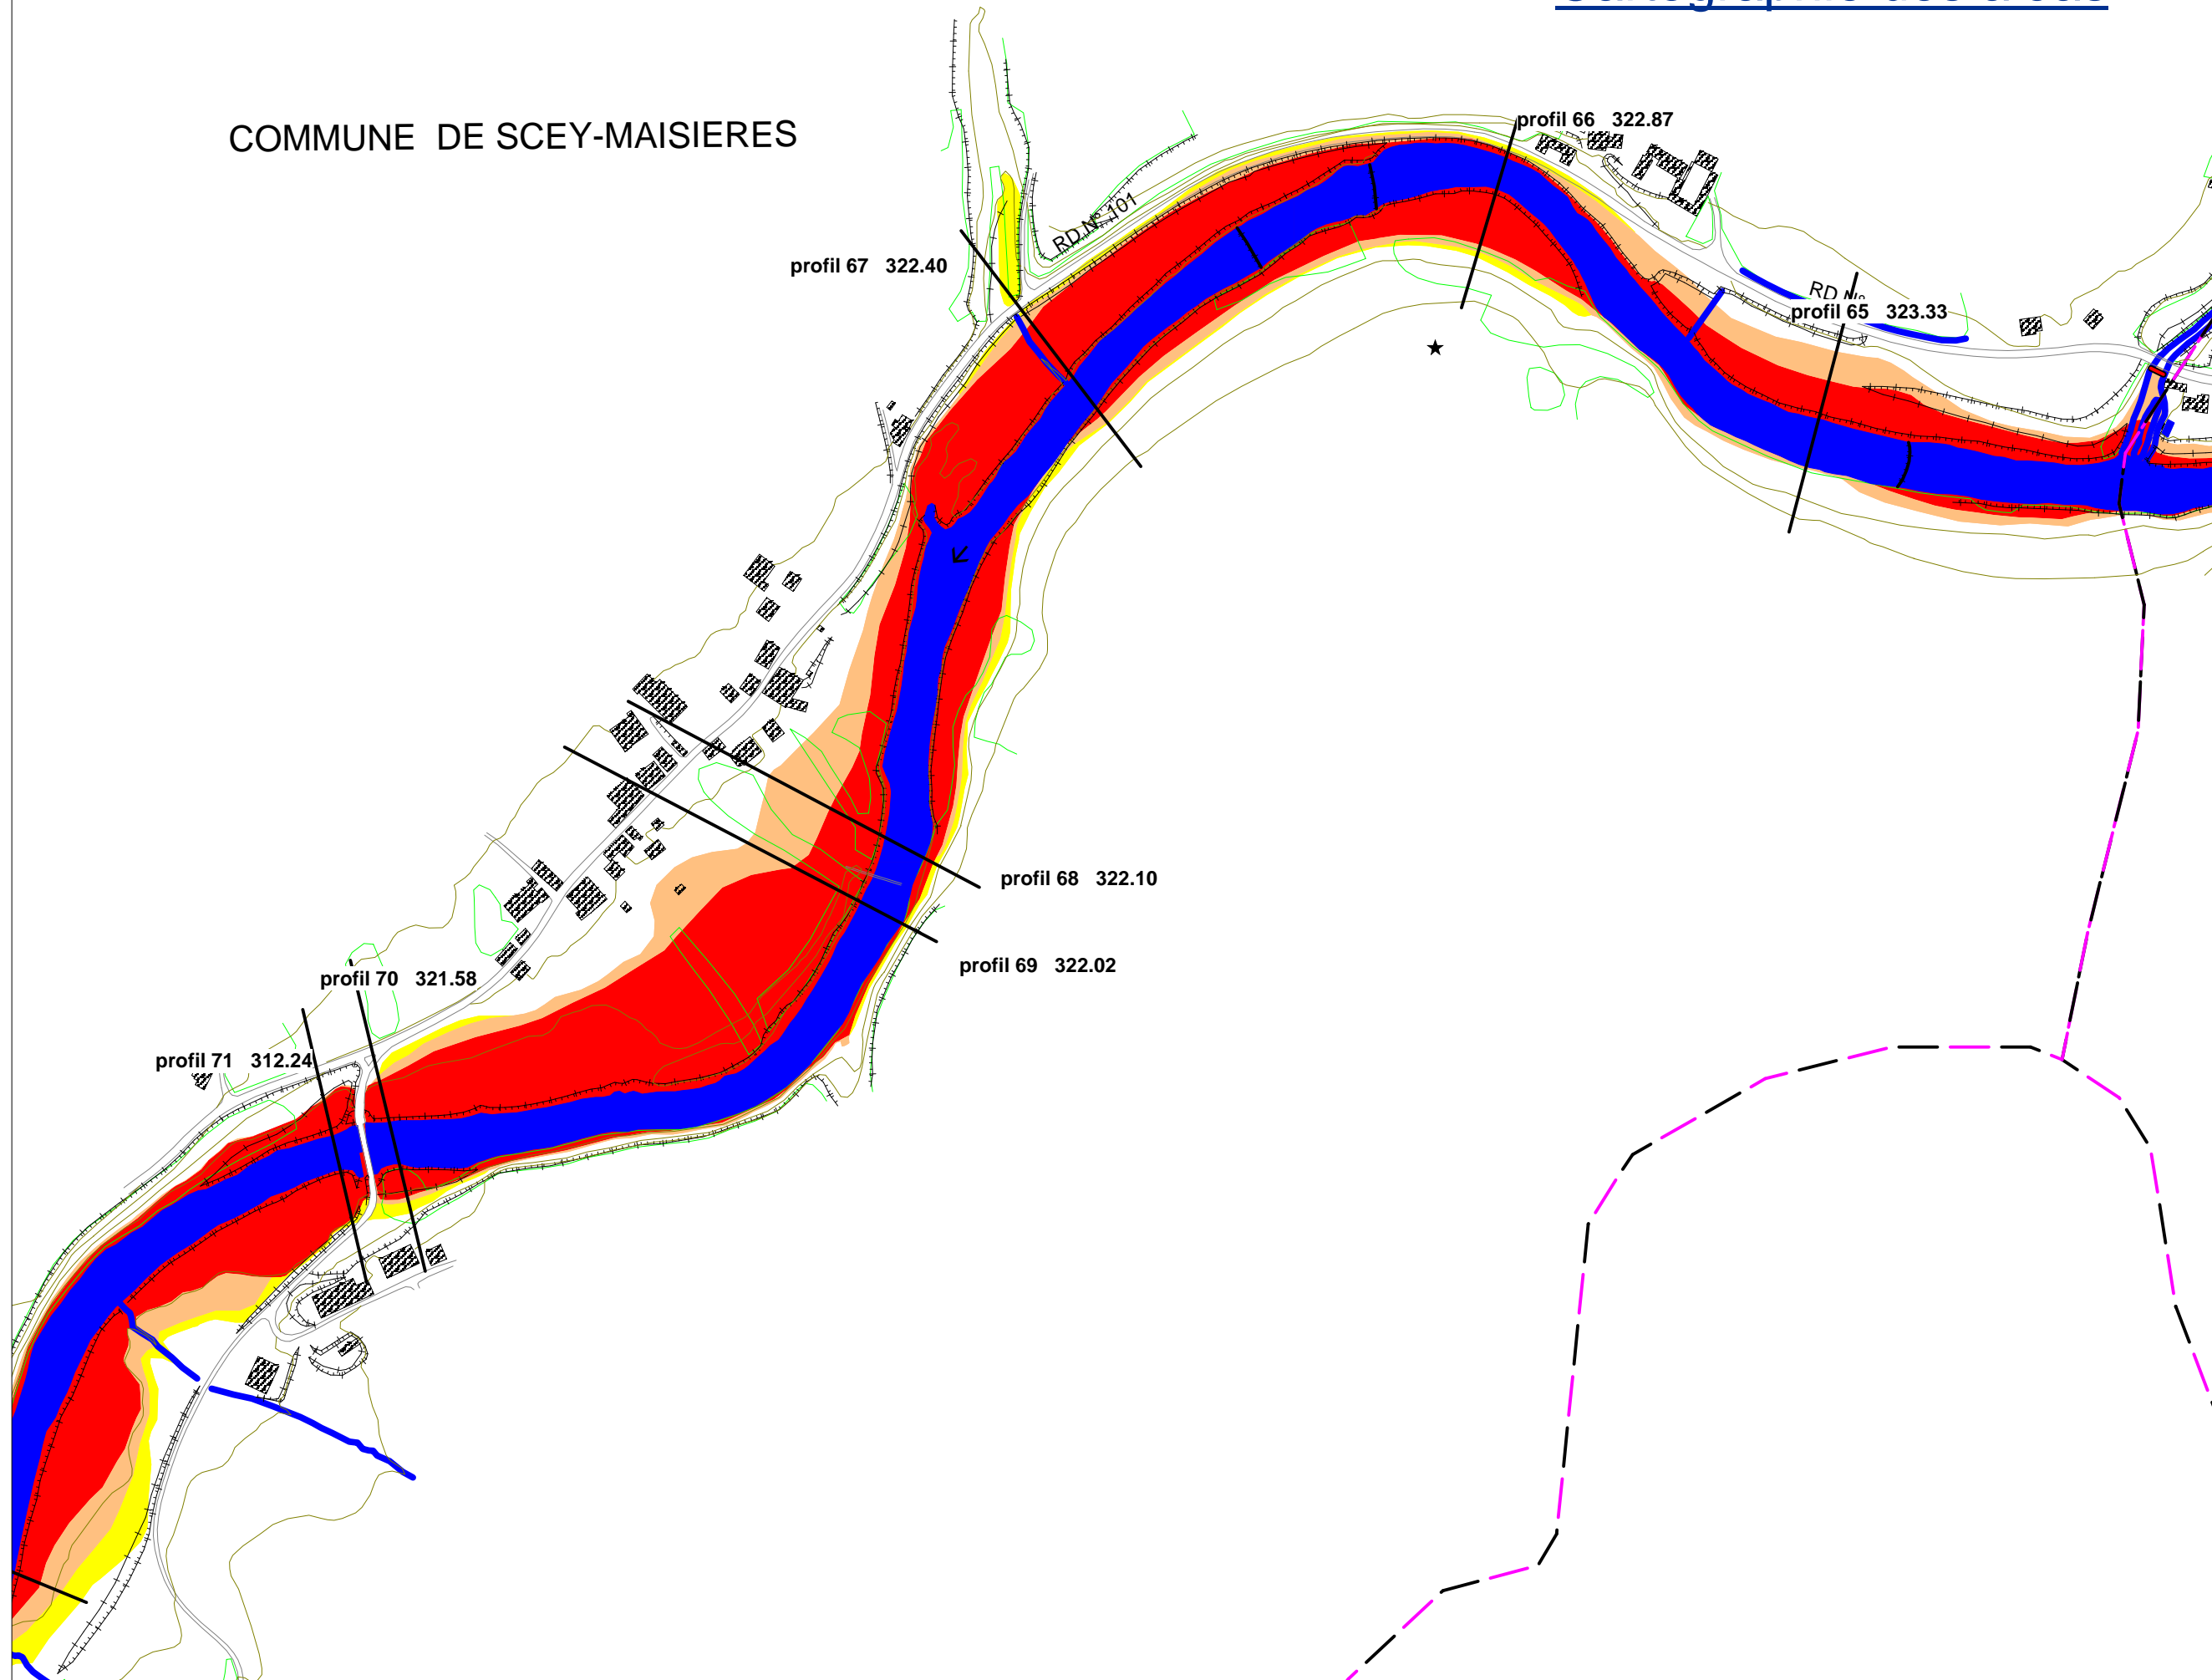 COMMUNE DE SCEY-MAISIERES
profil 66 322.87
RD N° 101
profil 67 322.40
RD N°
profil 65 323.33
profil 68 322.10
profil 69 322.02
profil 70 321.58
profil 71 312.24